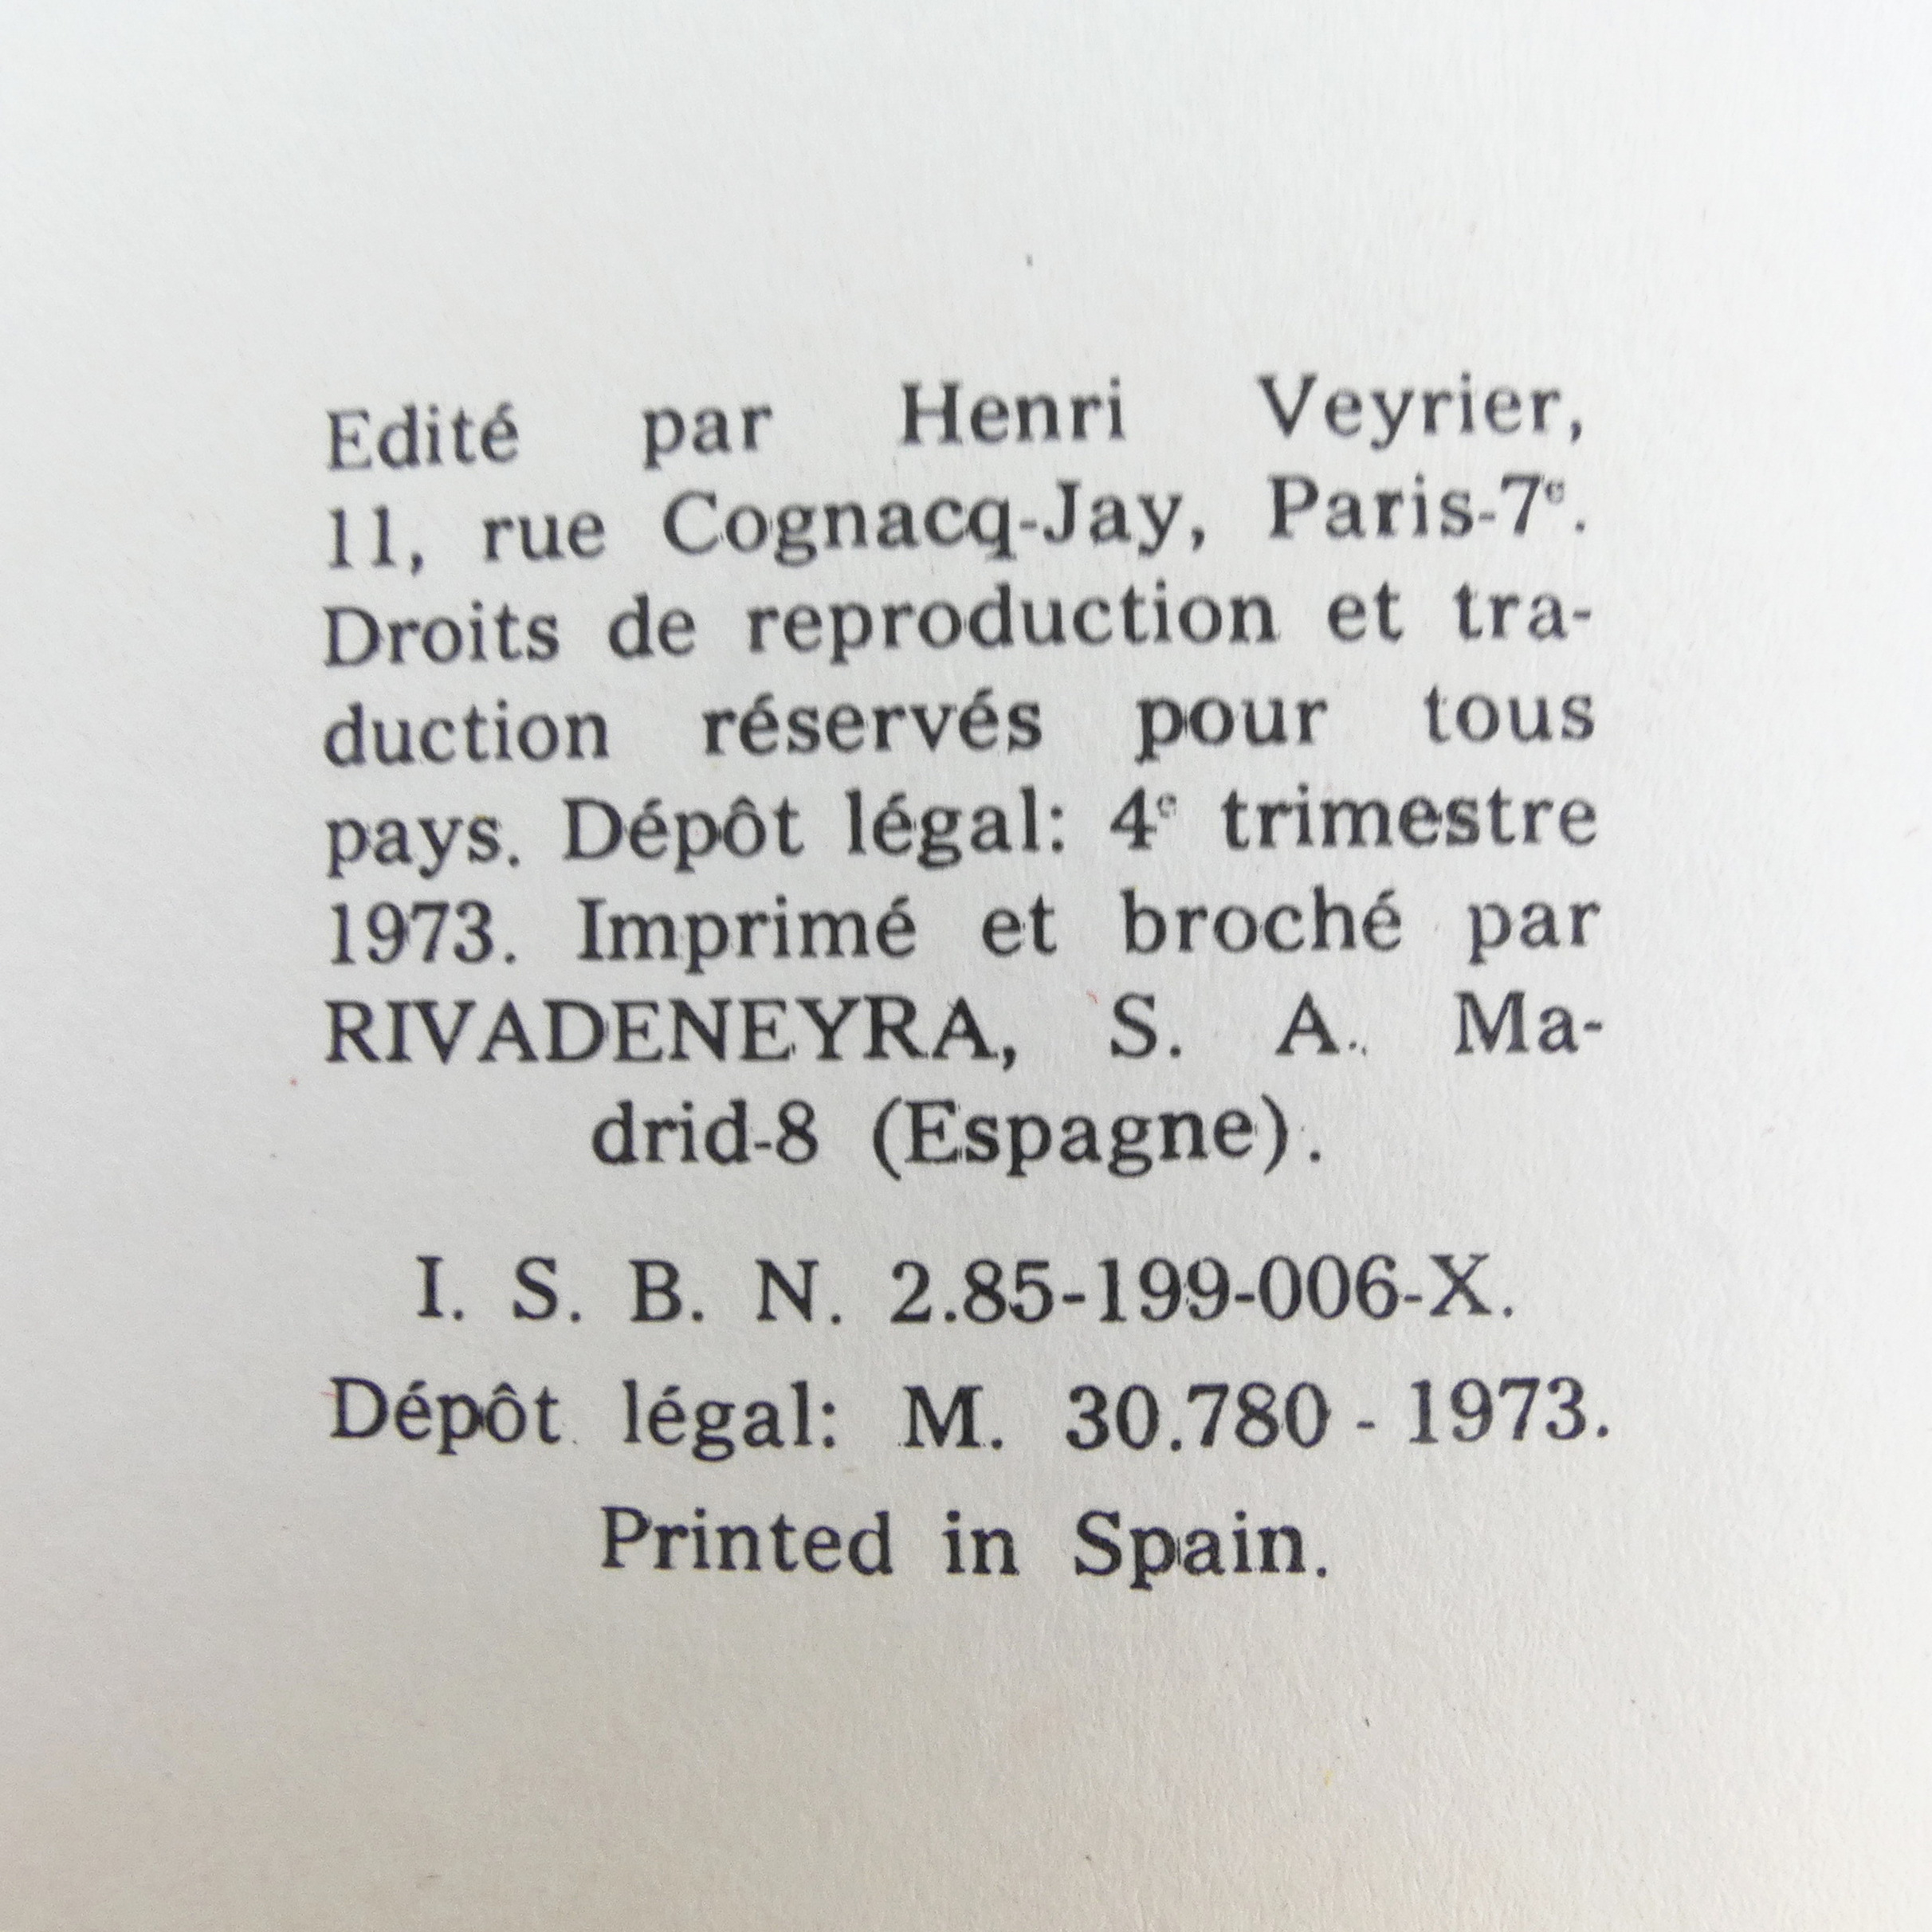 Edité par Henri Veyrier,
11, rue Cognacq-Jay, Paris-7ᵉ.
Droits de reproduction et tra-
duction réservés pour tous
pays. Dépôt légal: 4ᵉ trimestre
1973. Imprimé et broché par
RIVADENEYRA, S. A. Ma-
drid-8 (Espagne).
I. S. B. N. 2.85-199-006-X.
Dépôt légal: M. 30.780 - 1973.
Printed in Spain.